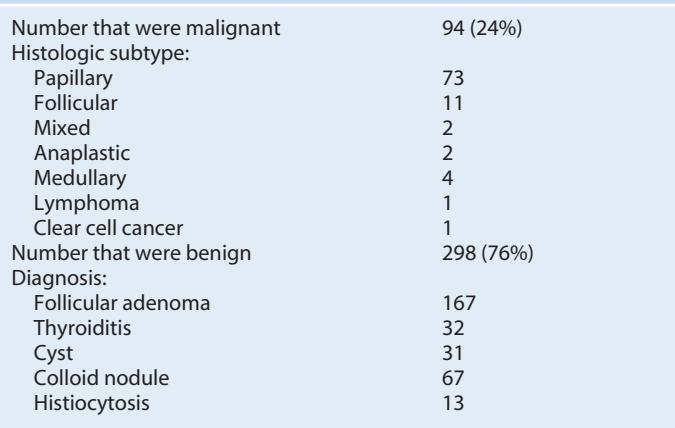 Number that were malignant 94 (24%)
Histologic subtype:
Papillary 73
Follicular 11
Mixed 2
Anaplastic 2
Medullary 4
Lymphoma 1
Clear cell cancer 1
Number that were benign 298 (76%)
Diagnosis:
Follicular adenoma 167
Thyroiditis 32
Cyst 31
Colloid nodule 67
Histiocytosis 13